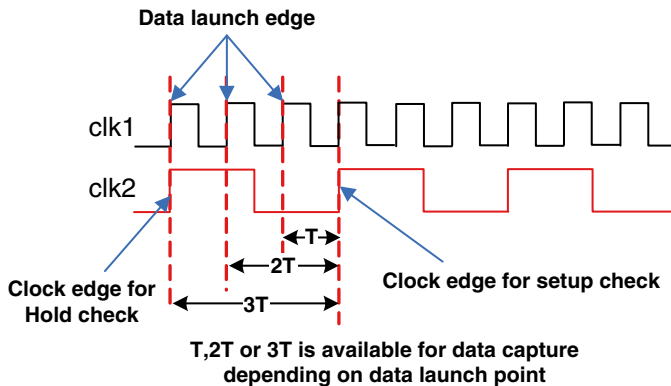 Data launch edge
clk1
clk2
T
2T
3T
Clock edge for
Hold check
Clock edge for setup check
T,2T or 3T is available for data capture
depending on data launch point